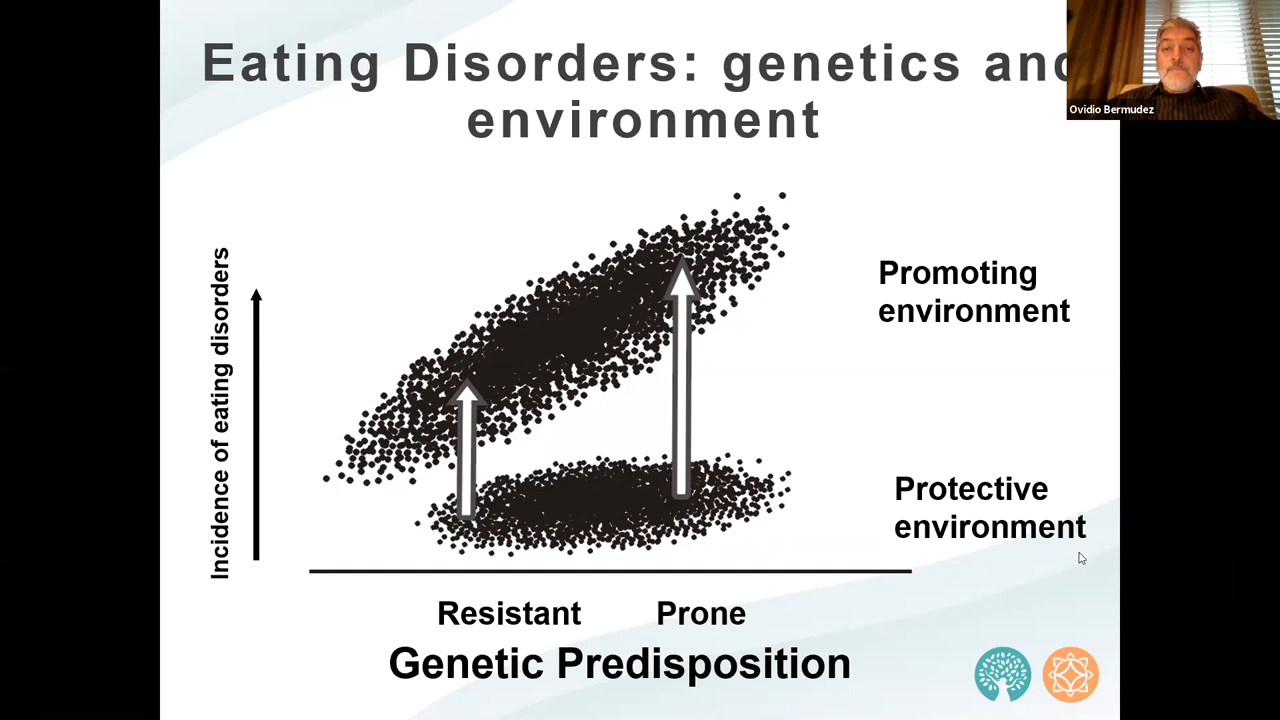 Eating Disorders: genetics and
environment
Ovidio Bermudez
Incidence of eating disorders
Promoting
environment
Protective
environment
Resistant Prone
Genetic Predisposition